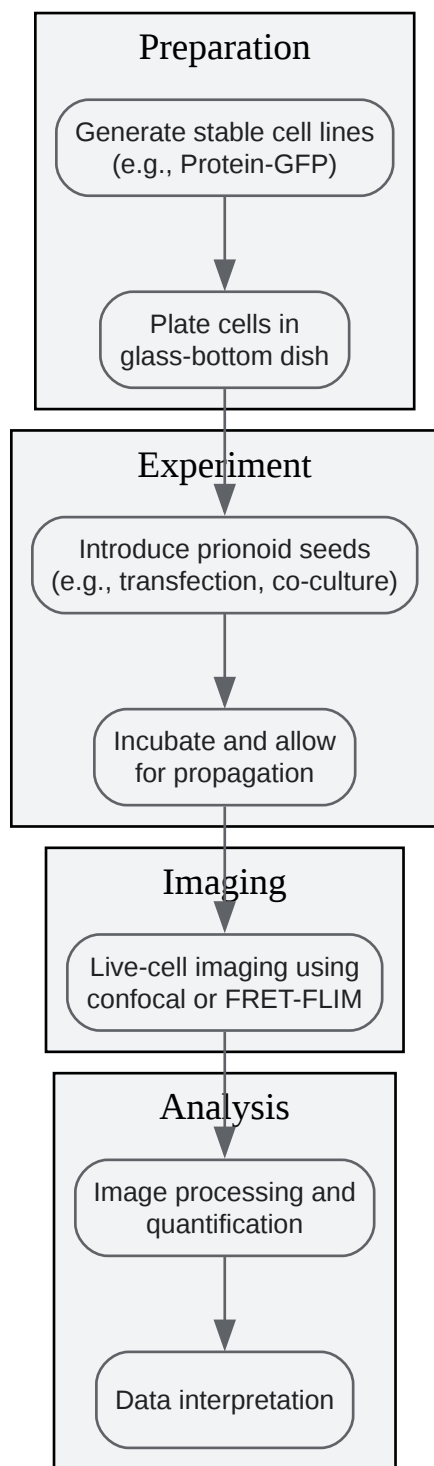 Preparation
Generate stable cell lines
(e.g., Protein-GFP)
Plate cells in
glass-bottom dish
Experiment
Introduce prionoid seeds
(e.g., transfection, co-culture)
Incubate and allow
for propagation
Imaging
Live-cell imaging using
confocal or FRET-FLIM
Analysis
Image processing and
quantification
Data interpretation